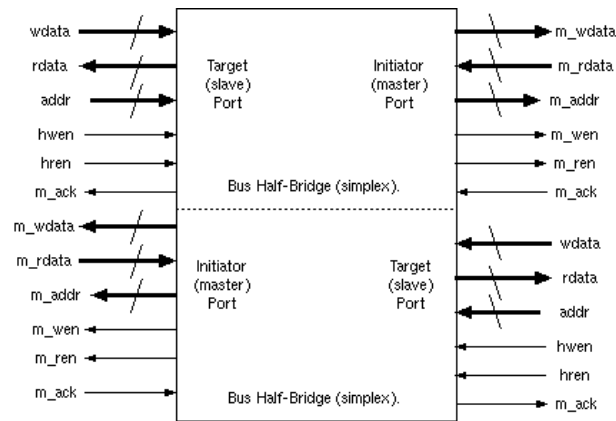 wdata
rdata
addr
hwen
hren
m_ack
Target
(slave)
Port
Initiator
(master)
Port
m_wdata
m_rdata
m_addr
m_wen
m_ren
m_ack
Bus Half-Bridge (simplex).
m_wdata
m_rdata
m_addr
m_wen
m_ren
m_ack
Initiator
(master)
Port
Target
(slave)
Port
wdata
rdata
addr
hwen
hren
m_ack
Bus Half-Bridge (simplex).